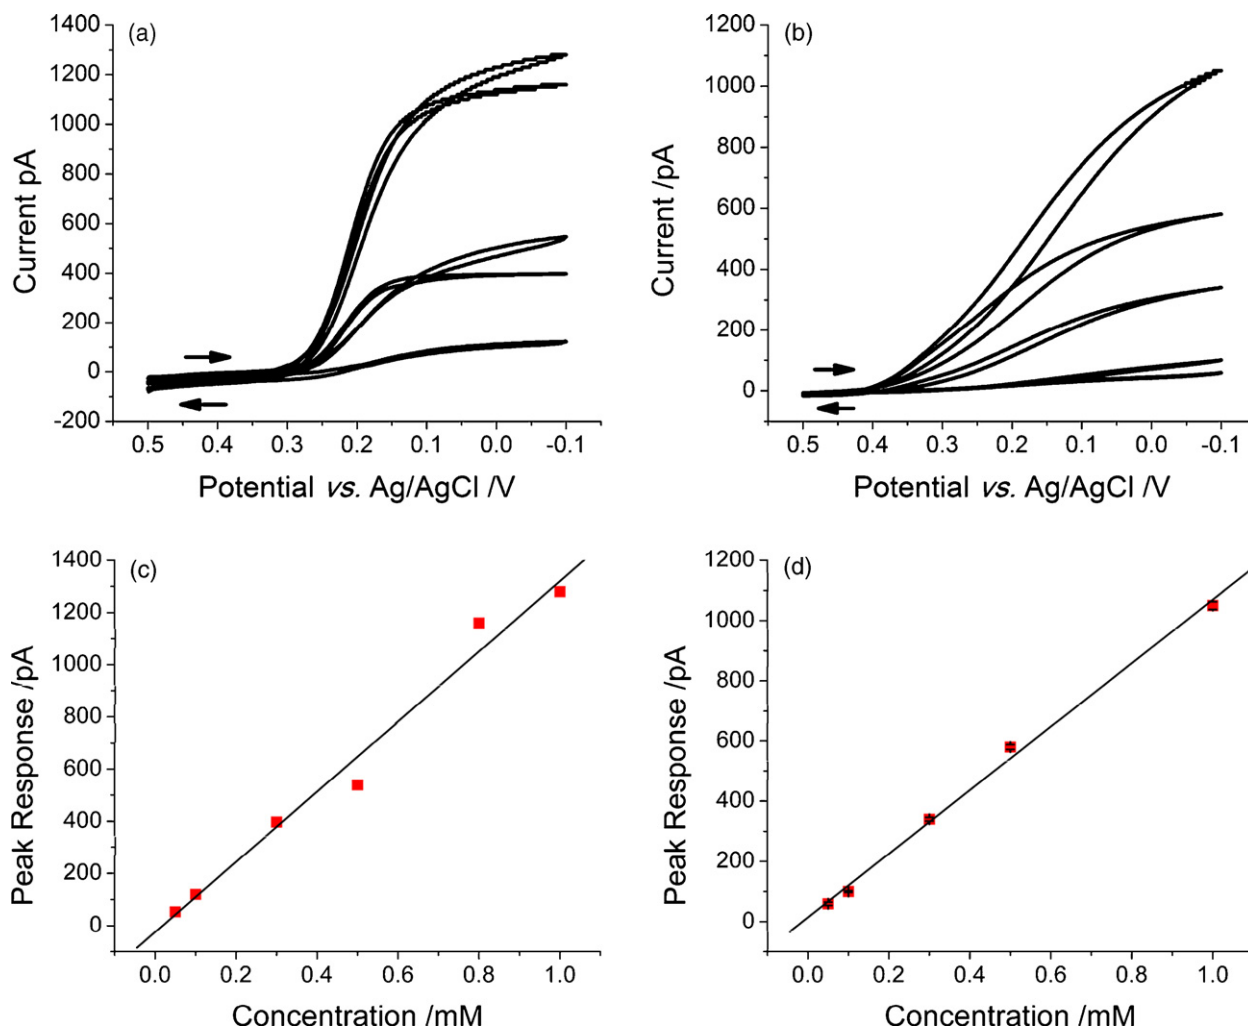 (a)
1400
1200
1000
800
600
400
200
0
-200
Current pA
0.5 0.4 0.3 0.2 0.1 0.0 -0.1
Potential vs. Ag/AgCl /V
(b)
1200
1000
800
600
400
200
0
Current /pA
0.5 0.4 0.3 0.2 0.1 0.0 -0.1
Potential vs. Ag/AgCl /V
(c)
1400
1200
1000
800
600
400
200
0
Peak Response /pA
0.0 0.2 0.4 0.6 0.8 1.0
Concentration /mM
(d)
1200
1000
800
600
400
200
0
Peak Response /pA
0.0 0.2 0.4 0.6 0.8 1.0
Concentration /mM